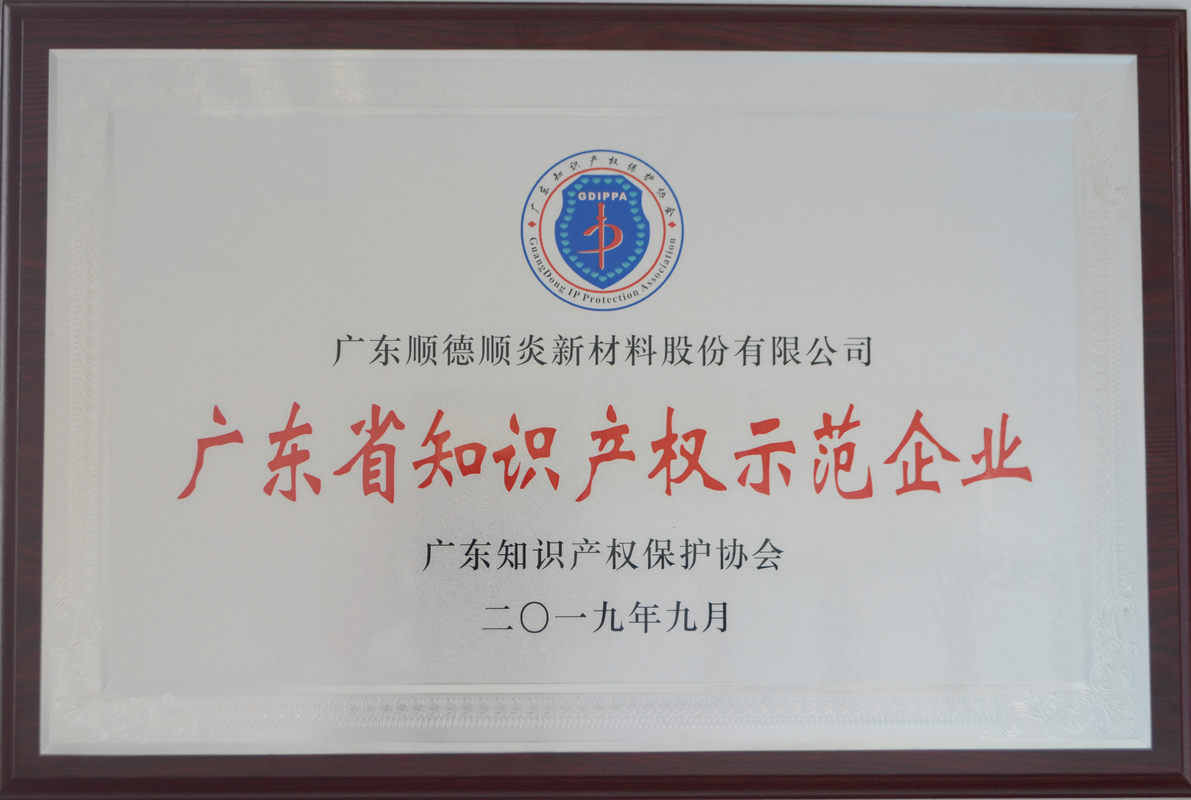 广东知识产权保护协会
GDIPPA
GuangDong IP Protection Association
广东顺德顺炎新材料股份有限公司
广东省知识产权示范企业
广东知识产权保护协会
二〇一九年九月